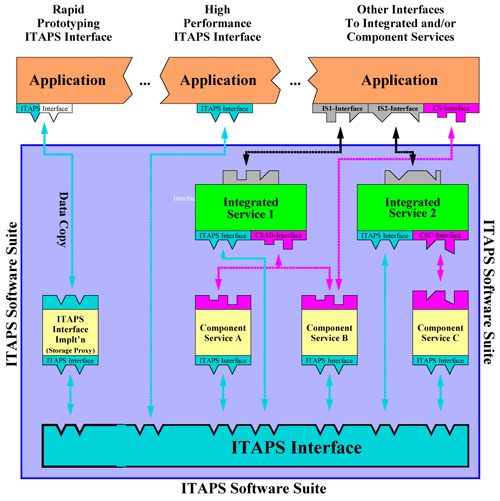 Rapid
Prototyping
ITAPS Interface
High
Performance
ITAPS Interface
Other Interfaces
To Integrated and/or
Component Services
Application
...
Application
...
Application
ITAPS Interface
ITAPS Interface
IS1-Interface
IS2-Interface
CS-Interface
Data Copy
Interfa
Integrated
Service 1
ITAPS Interface
CSAB-Interface
Integrated
Service 2
ITAPS Interface
CSC-Interface
ITAPS Software Suite
ITAPS Software Suite
ITAPS
Interface
Implt'n
(Storage Proxy)
ITAPS Interface
Component
Service A
ITAPS Interface
Component
Service B
ITAPS Interface
Component
Service C
ITAPS Interface
ITAPS Interface
ITAPS Software Suite